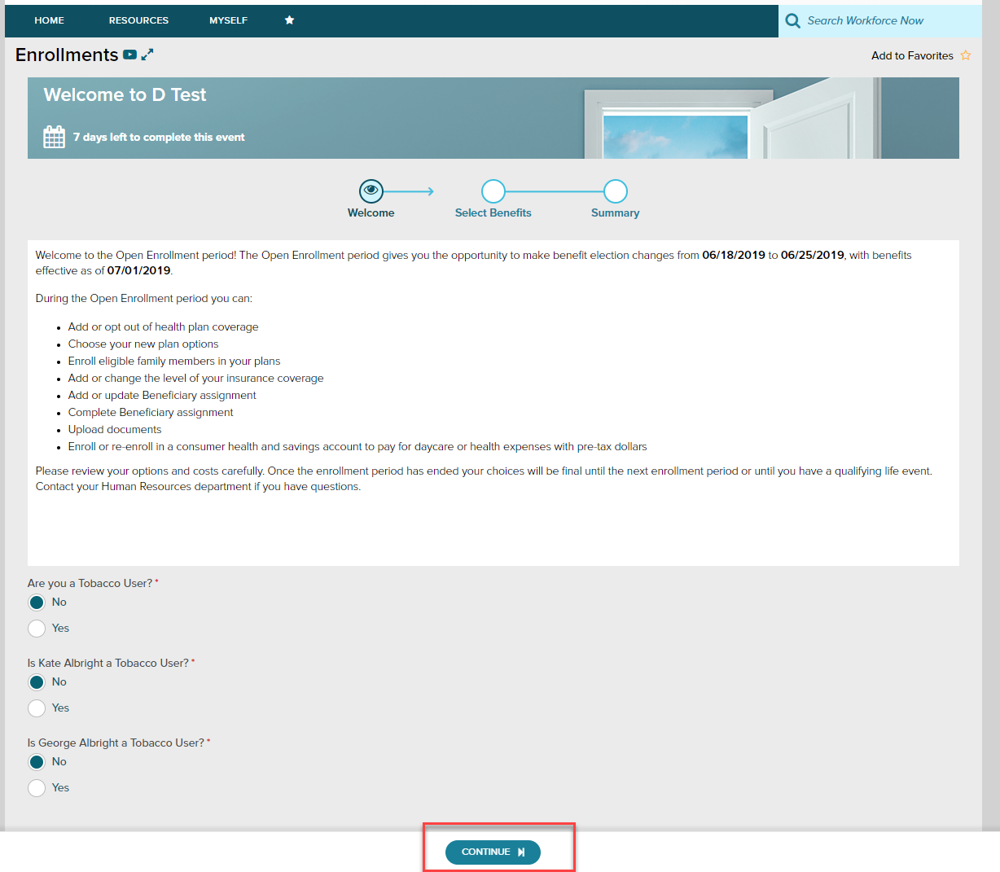 HOME RESOURCES MYSELF Search Workforce Now
Enrollments Add to Favorites
Welcome to D Test
7 days left to complete this event
Welcome Select Benefits Summary
Welcome to the Open Enrollment period! The Open Enrollment period gives you the opportunity to make benefit election changes from 06/18/2019 to 06/25/2019, with benefits
effective as of 07/01/2019.
During the Open Enrollment period you can:
• Add or opt out of health plan coverage
• Choose your new plan options
• Enroll eligible family members in your plans
• Add or change the level of your insurance coverage
• Add or update Beneficiary assignment
• Complete Beneficiary assignment
• Upload documents
• Enroll or re-enroll in a consumer health and savings account to pay for daycare or health expenses with pre-tax dollars
Please review your options and costs carefully. Once the enrollment period has ended your choices will be final until the next enrollment period or until you have a qualifying life event.
Contact your Human Resources department if you have questions.
Are you a Tobacco User? *
No
Yes
Is Kate Albright a Tobacco User? *
No
Yes
Is George Albright a Tobacco User? *
No
Yes
CONTINUE